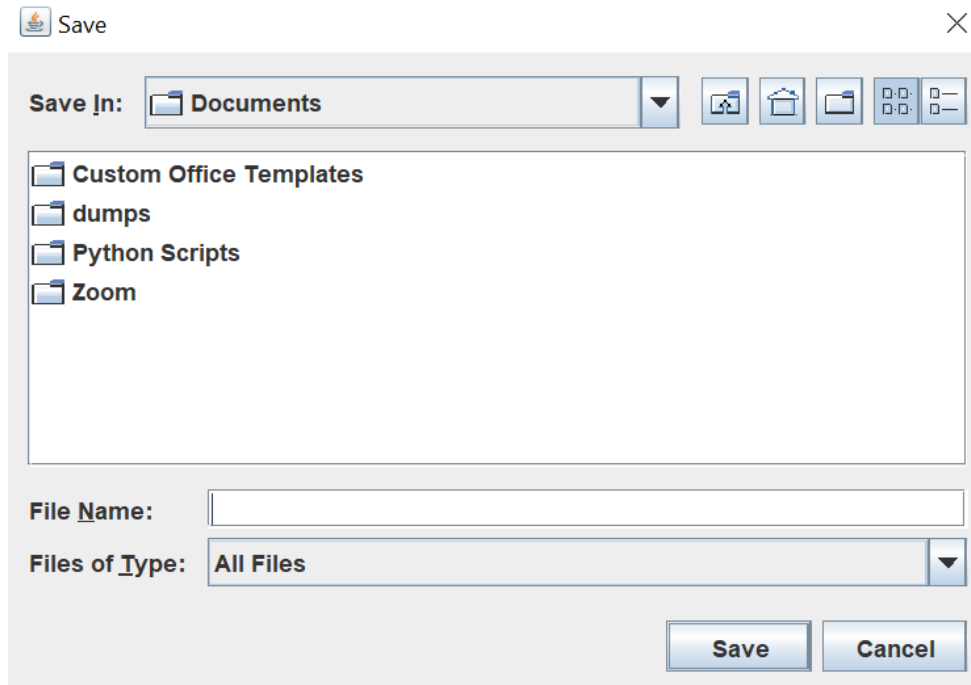 Save
Save In: Documents
Custom Office Templates
dumps
Python Scripts
Zoom
File Name:
Files of Type: All Files
Save Cancel